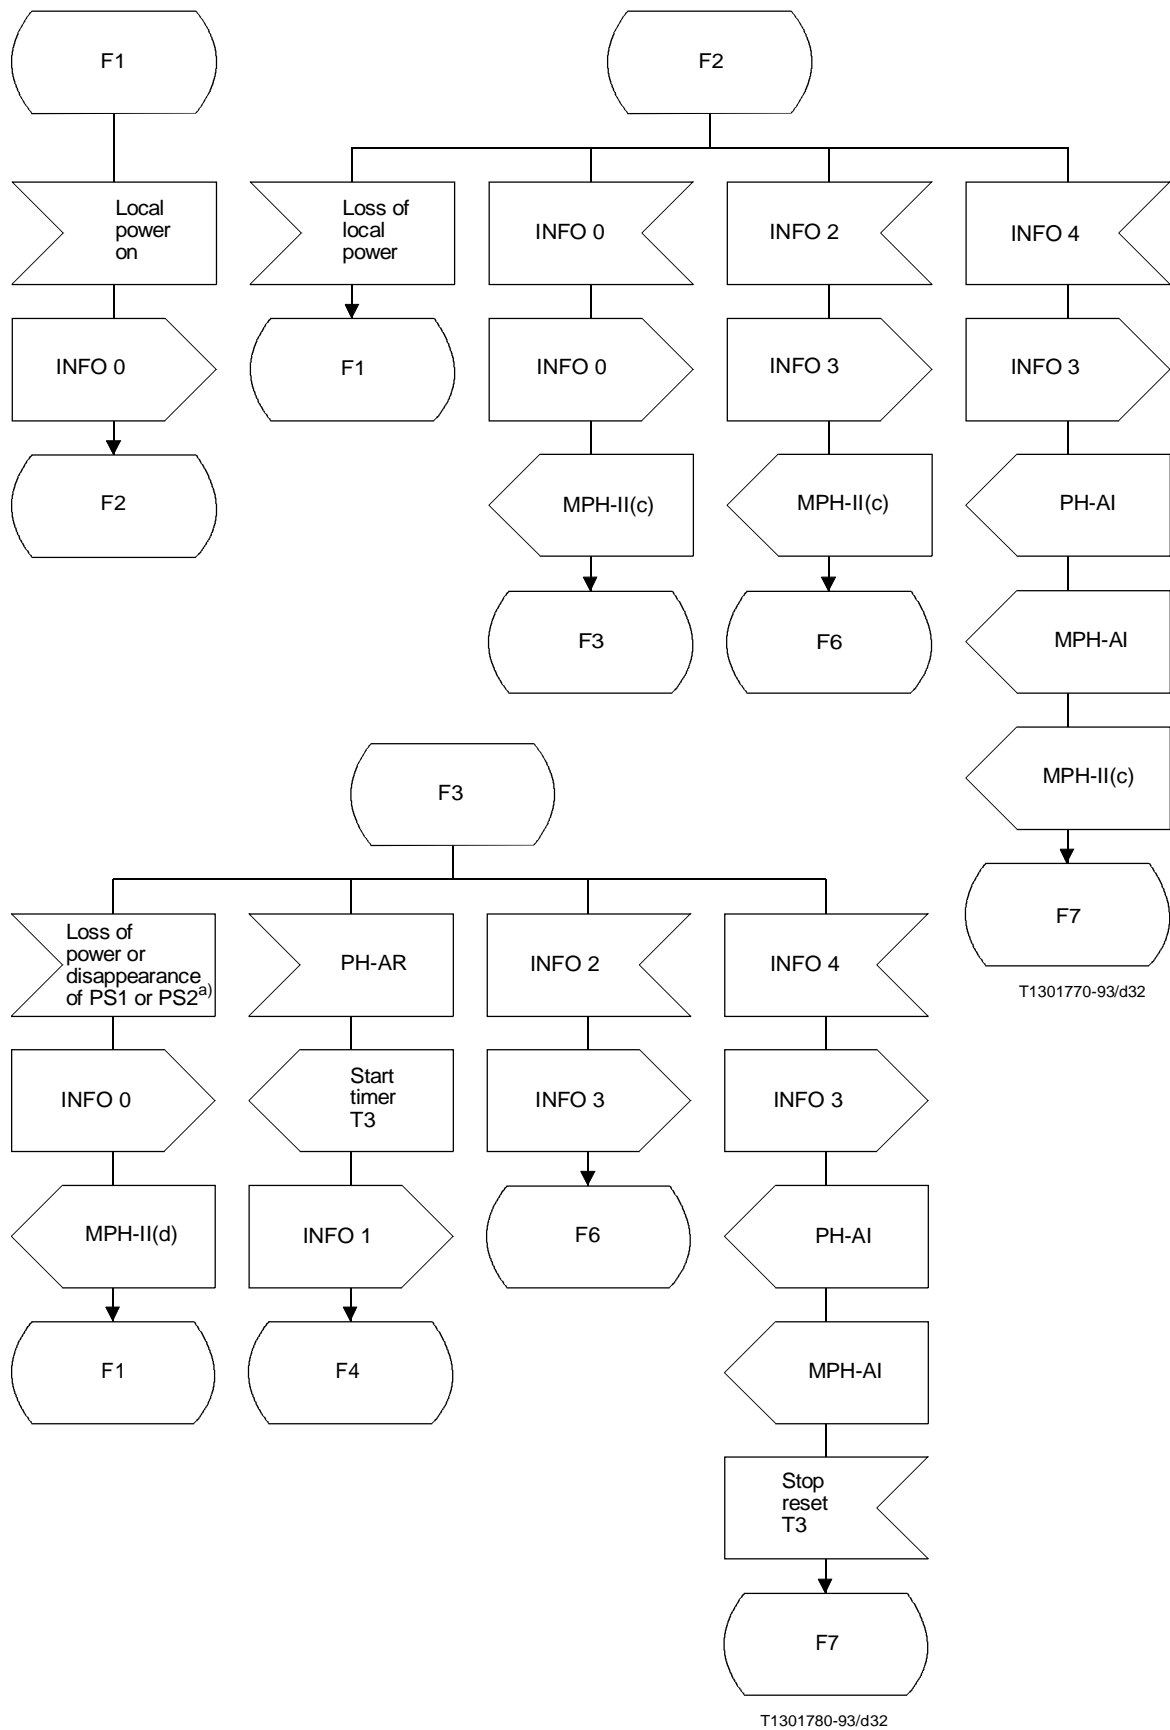 F1
F2
Local
power
on
Loss of
local
power
INFO 0
INFO 2
INFO 4
INFO 0
F1
INFO 0
INFO 3
INFO 3
F2
MPH-II(c)
MPH-II(c)
PH-AI
F3
F6
MPH-AI
MPH-II(c)
F7
T1301770-93/d32
F3
Loss of
power or
disappearance
of PS1 or PS2a)
PH-AR
INFO 2
INFO 4
INFO 0
Start
timer
T3
INFO 3
INFO 3
MPH-II(d)
INFO 1
F6
PH-AI
F1
F4
MPH-AI
Stop
reset
T3
F7
T1301780-93/d32